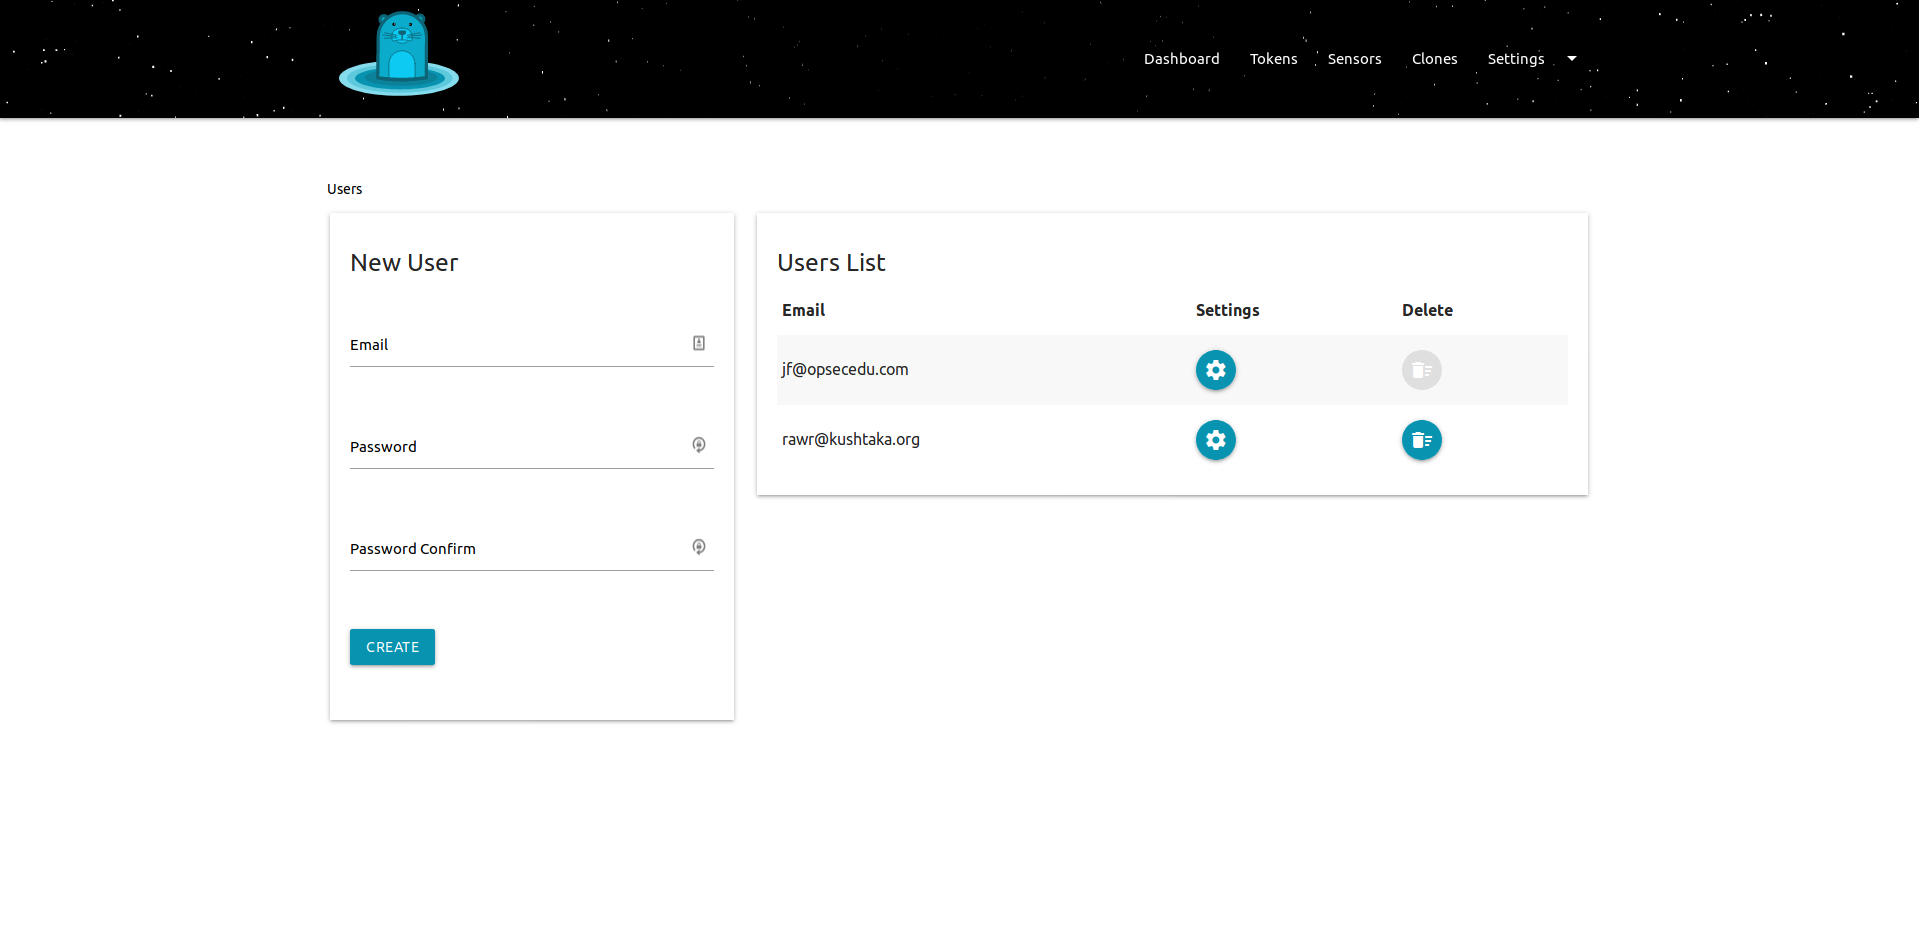 Dashboard Tokens Sensors Clones Settings
Users
New User
Email
Password
Password Confirm
CREATE
Users List
Email Settings Delete
jf@opsecedu.com
rawr@kushtaka.org